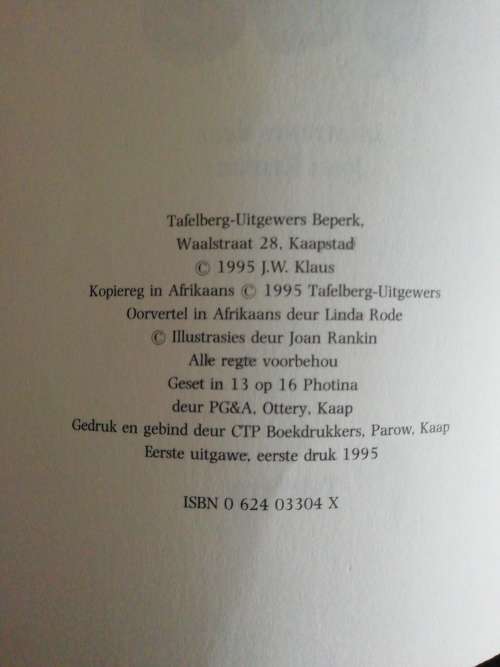 Tafelberg-Uitgewers Beperk,
Waalstraat 28, Kaapstad
© 1995 J.W. Klaus
Kopiereg in Afrikaans © 1995 Tafelberg-Uitgewers
Oorvertel in Afrikaans deur Linda Rode
© Illustrasies deur Joan Rankin
Alle regte voorbehou
Geset in 13 op 16 Photina
deur PG&A, Ottery, Kaap
Gedruk en gebind deur CTP Boekdrukkers, Parow, Kaap
Eerste uitgawe, eerste druk 1995
ISBN 0 624 03304 X